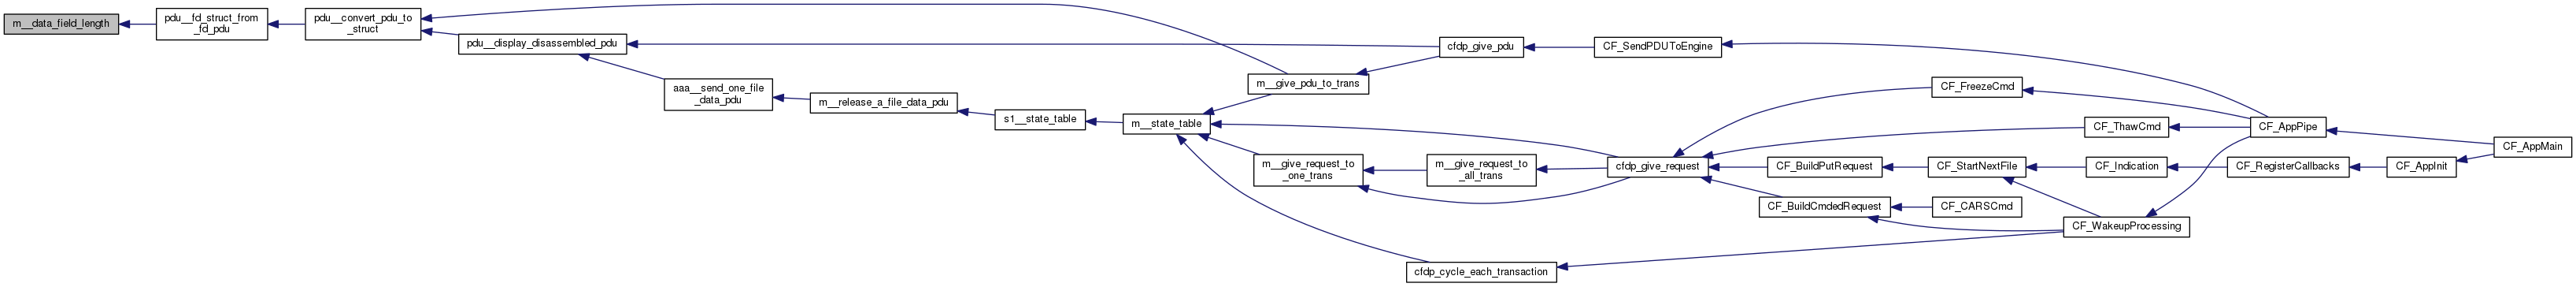 m__data_field_length
pdu__fd_struct_from
_fd_pdu
pdu__convert_pdu_to
_struct
pdu__display_disassembled_pdu
aaa__send_one_file
_data_pdu
m__release_a_file_data_pdu
s1__state_table
m__state_table
m__give_pdu_to_trans
cfdp_give_pdu
CF_SendPDUToEngine
m__give_request_to
_one_trans
m__give_request_to
_all_trans
cfdp_give_request
cfdp_cycle_each_transaction
CF_FreezeCmd
CF_ThawCmd
CF_BuildPutRequest
CF_StartNextFile
CF_Indication
CF_RegisterCallbacks
CF_AppInit
CF_BuildCmdedRequest
CF_CARSCmd
CF_WakeupProcessing
CF_AppPipe
CF_AppMain